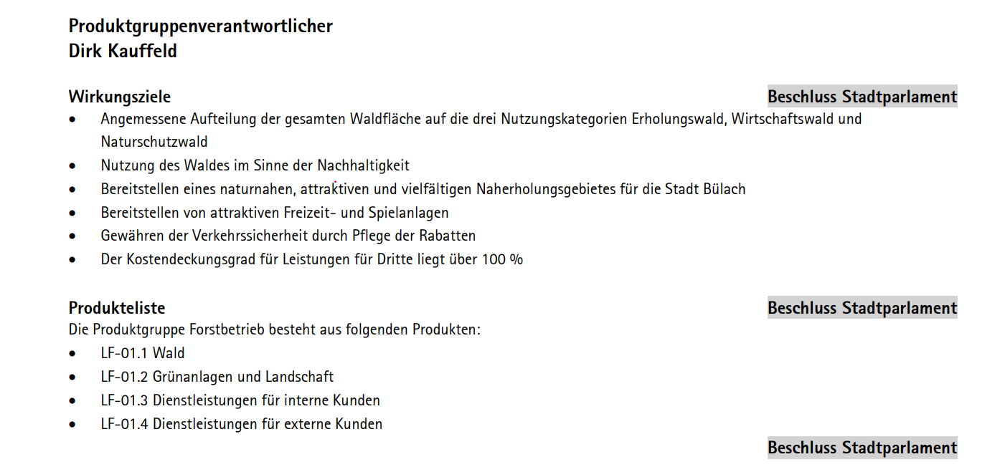 Produktgruppenverantwortlicher
Dirk Kauffeld
Wirkungsziele Beschluss Stadtparlament
• Angemessene Aufteilung der gesamten Waldfläche auf die drei Nutzungskategorien Erholungswald, Wirtschaftswald und
Naturschutzwald
• Nutzung des Waldes im Sinne der Nachhaltigkeit
• Bereitstellen eines naturnahen, attraktiven und vielfältigen Naherholungsgebietes für die Stadt Bülach
• Bereitstellen von attraktiven Freizeit- und Spielanlagen
• Gewähren der Verkehrssicherheit durch Pflege der Rabatten
• Der Kostendeckungsgrad für Leistungen für Dritte liegt über 100 %
Produkteliste Beschluss Stadtparlament
Die Produktgruppe Forstbetrieb besteht aus folgenden Produkten:
• LF-01.1 Wald
• LF-01.2 Grünanlagen und Landschaft
• LF-01.3 Dienstleistungen für interne Kunden
• LF-01.4 Dienstleistungen für externe Kunden
Beschluss Stadtparlament